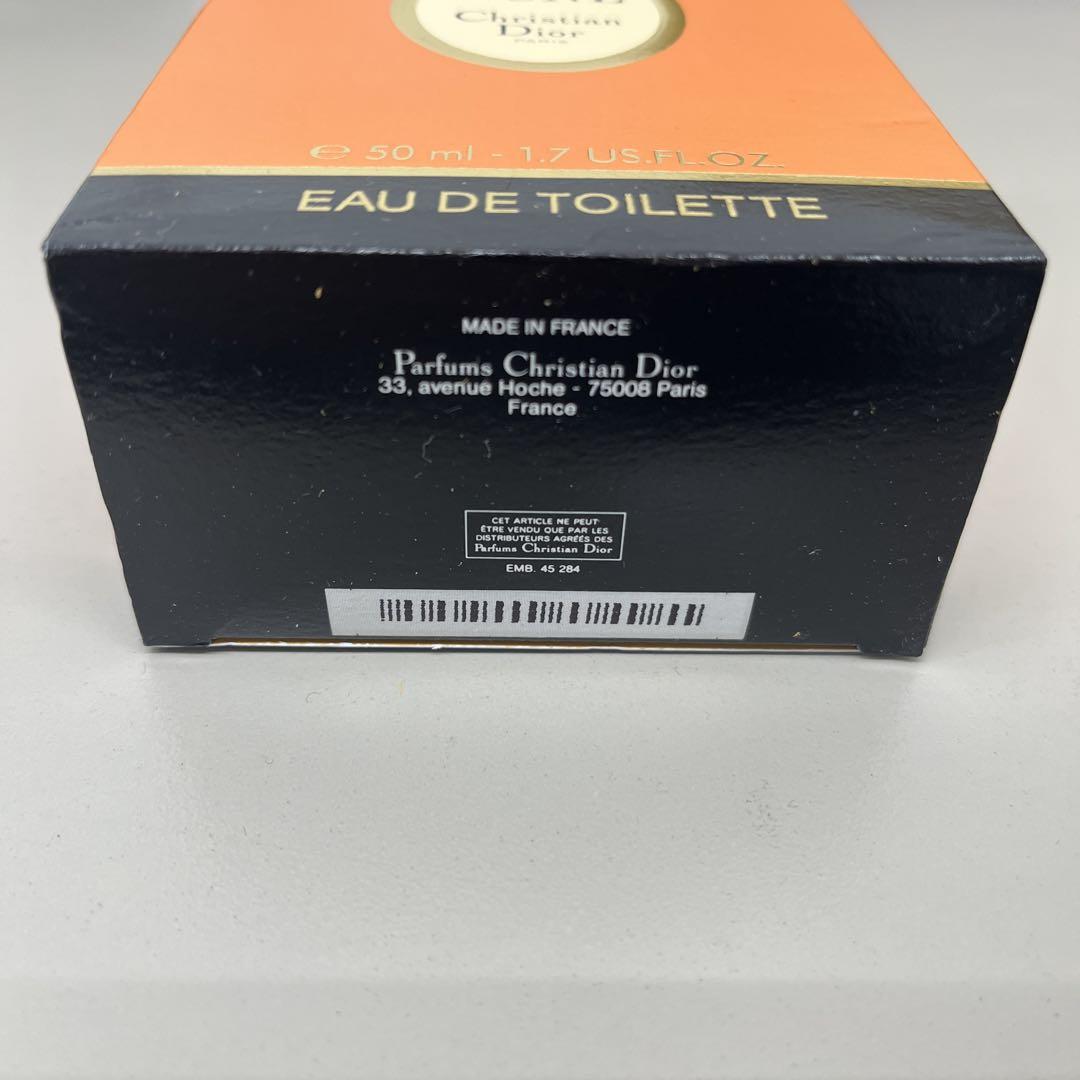 Christian
Dior
PARIS
℮ 50 ml - 1.7 US.FL.OZ.
EAU DE TOILETTE
MADE IN FRANCE
Parfums Christian Dior
33, avenue Hoche - 75008 Paris
France
CET ARTICLE NE PEUT
ÊTRE VENDU QUE PAR LES
DISTRIBUTEURS AGRÉÉS DES
Parfums Christian Dior
EMB. 45 284